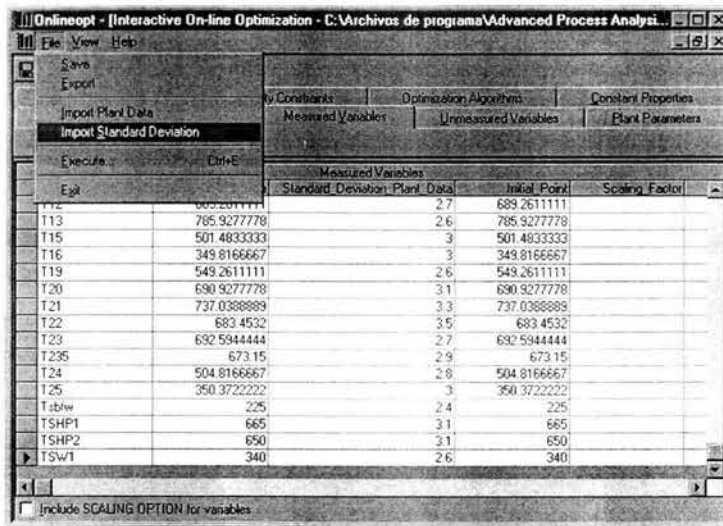 Onlineopt - [Interactive On-line Optimization - C:\Archivos de programa\Advanced Process Analysi...
File View Help
Save
Export
Import Plant Data
Import Standard Deviation
Execute... Ctrl+E
Exit
ty Constraints Optimization Algorithms Constant Properties
Measured Variables Unmeasured Variables Plant Parameters
Measured Variables
Standard_Deviation_Plant_Data Initial_Point Scaling_Factor
T12 689.2611111 2.7 689.2611111
T13 785.9277778 2.6 785.9277778
T15 501.4833333 3 501.4833333
T16 349.8166667 3 349.8166667
T19 549.2611111 2.6 549.2611111
T20 690.9277778 3.1 690.9277778
T21 737.0388889 3.3 737.0388889
T22 683.4532 3.5 683.4532
T23 692.5944444 2.7 692.5944444
T235 673.15 2.9 673.15
T24 504.8166667 2.8 504.8166667
T25 350.3722222 3 350.3722222
Tsbfw 225 2.4 225
TSHP1 665 3.1 665
TSHP2 650 3.1 650
TSW1 340 2.6 340
Include SCALING OPTION for variables